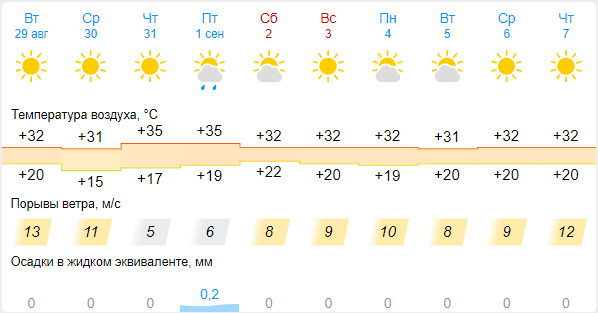 Вт Ср Чт Пт Сб Вс Пн Вт Ср Чт
29 авг 30 31 1 сен 2 3 4 5 6 7
Температура воздуха, °C
+32 +31 +35 +35 +32 +32 +32 +31 +32 +32
+20 +15 +17 +19 +22 +20 +19 +20 +20 +20
Порывы ветра, м/с
13 11 5 6 8 9 10 8 9 12
Осадки в жидком эквиваленте, мм
0 0 0 0,2 0 0 0 0 0 0